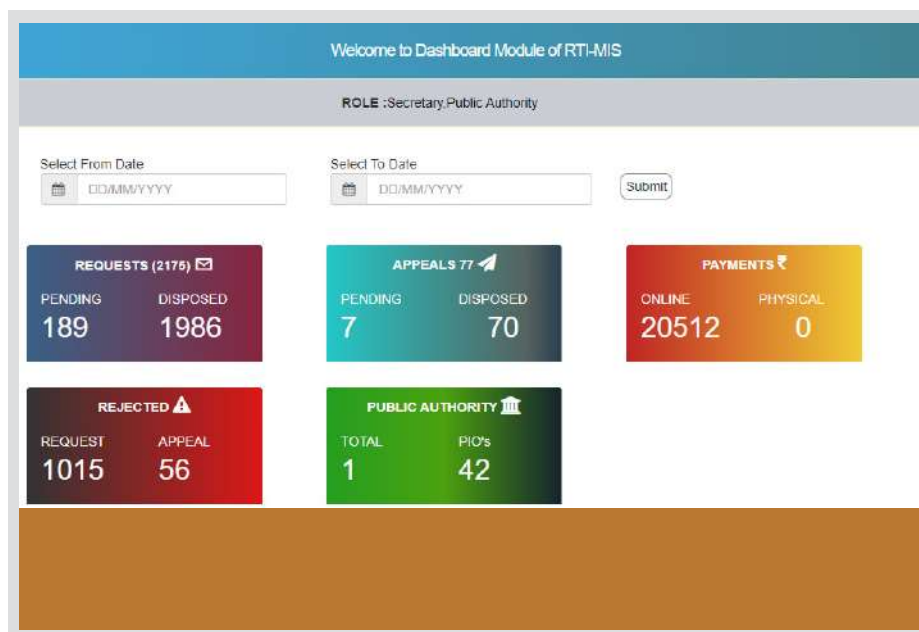 Welcome to Dashboard Module of RTI-MIS
ROLE :Secretary,Public Authority
Select From Date
DD/MM/YYYY
Select To Date
DD/MM/YYYY
Submit
REQUESTS (2175)
PENDING DISPOSED
189 1986
APPEALS 77
PENDING DISPOSED
7 70
PAYMENTS ₹
ONLINE PHYSICAL
20512 0
REJECTED
REQUEST APPEAL
1015 56
PUBLIC AUTHORITY
TOTAL PIO's
1 42